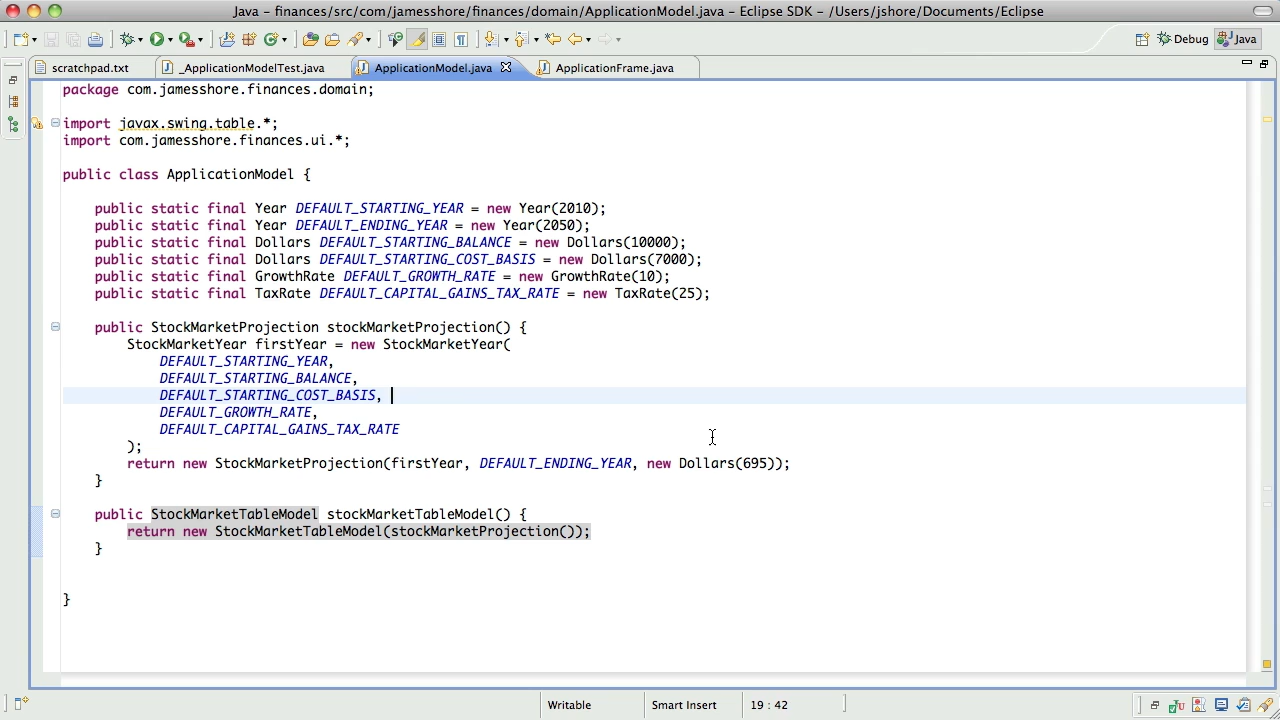 Java – finances/src/com/jamesshore/finances/domain/ApplicationModel.java – Eclipse SDK – /Users/jshore/Documents/Eclipse
Debug Java
scratchpad.txt _ApplicationModelTest.java ApplicationModel.java ApplicationFrame.java
package com.jamesshore.finances.domain;
import javax.swing.table.*;
import com.jamesshore.finances.ui.*;
public class ApplicationModel {
public static final Year DEFAULT_STARTING_YEAR = new Year(2010);
public static final Year DEFAULT_ENDING_YEAR = new Year(2050);
public static final Dollars DEFAULT_STARTING_BALANCE = new Dollars(10000);
public static final Dollars DEFAULT_STARTING_COST_BASIS = new Dollars(7000);
public static final GrowthRate DEFAULT_GROWTH_RATE = new GrowthRate(10);
public static final TaxRate DEFAULT_CAPITAL_GAINS_TAX_RATE = new TaxRate(25);
public StockMarketProjection stockMarketProjection() {
StockMarketYear firstYear = new StockMarketYear(
DEFAULT_STARTING_YEAR,
DEFAULT_STARTING_BALANCE,
DEFAULT_STARTING_COST_BASIS,
DEFAULT_GROWTH_RATE,
DEFAULT_CAPITAL_GAINS_TAX_RATE
);
return new StockMarketProjection(firstYear, DEFAULT_ENDING_YEAR, new Dollars(695));
}
public StockMarketTableModel stockMarketTableModel() {
return new StockMarketTableModel(stockMarketProjection());
}
}
Writable Smart Insert 19 : 42